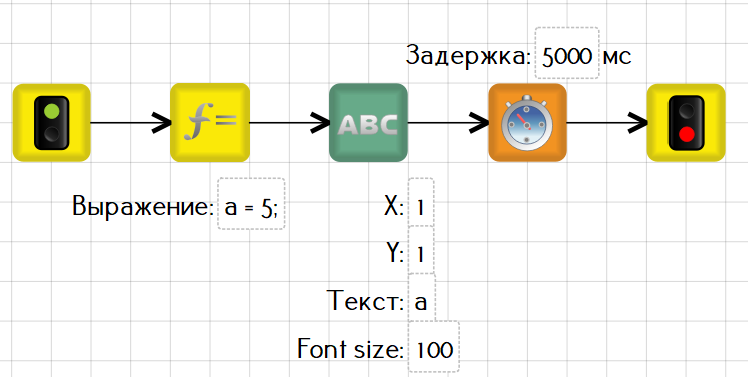 Задержка: 5000 мс
f=
ABC
Выражение: a = 5;
X: 1
Y: 1
Текст: a
Font size: 100